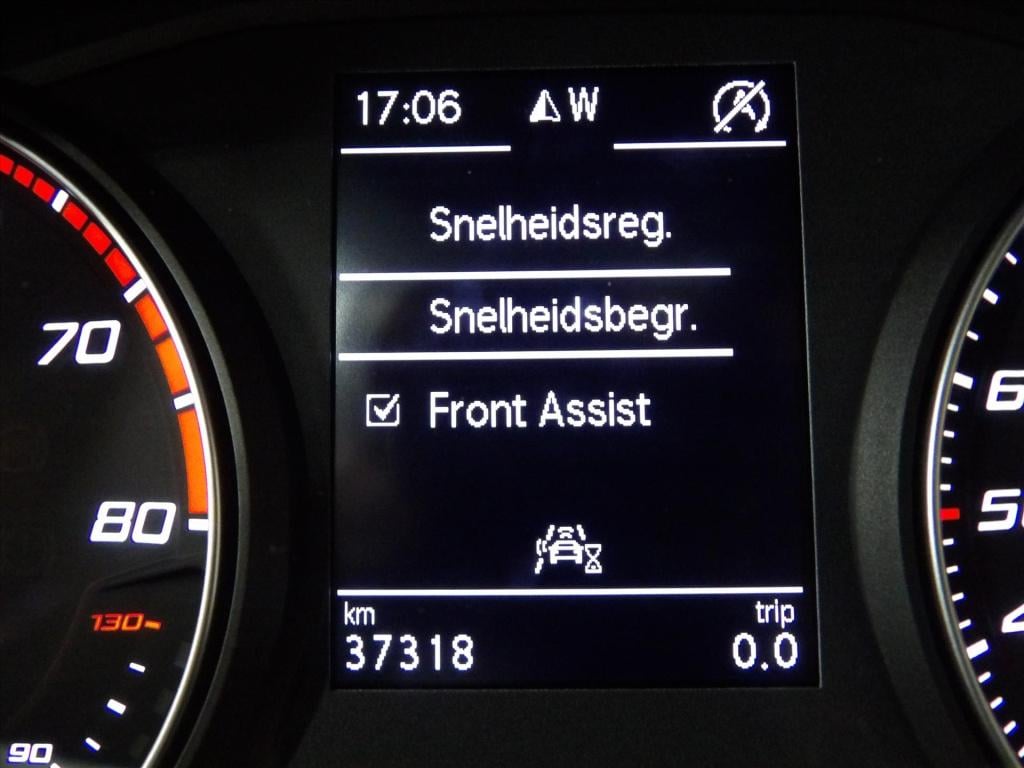 17:06 W
Snelheidsreg.
Snelheidsbegr.
Front Assist
km trip
37318 0.0
70
80
130
90